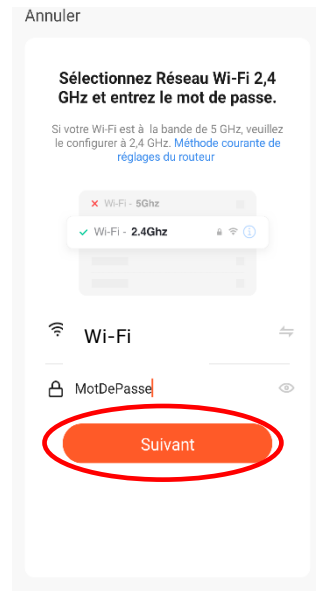 Annuler
Sélectionnez Réseau Wi-Fi 2,4
GHz et entrez le mot de passe.
Si votre Wi-Fi est à la bande de 5 GHz, veuillez
le configurer à 2,4 GHz. Méthode courante de
réglages du routeur
Wi-Fi - 5Ghz
Wi-Fi - 2.4Ghz
Wi-Fi
MotDePasse
Suivant